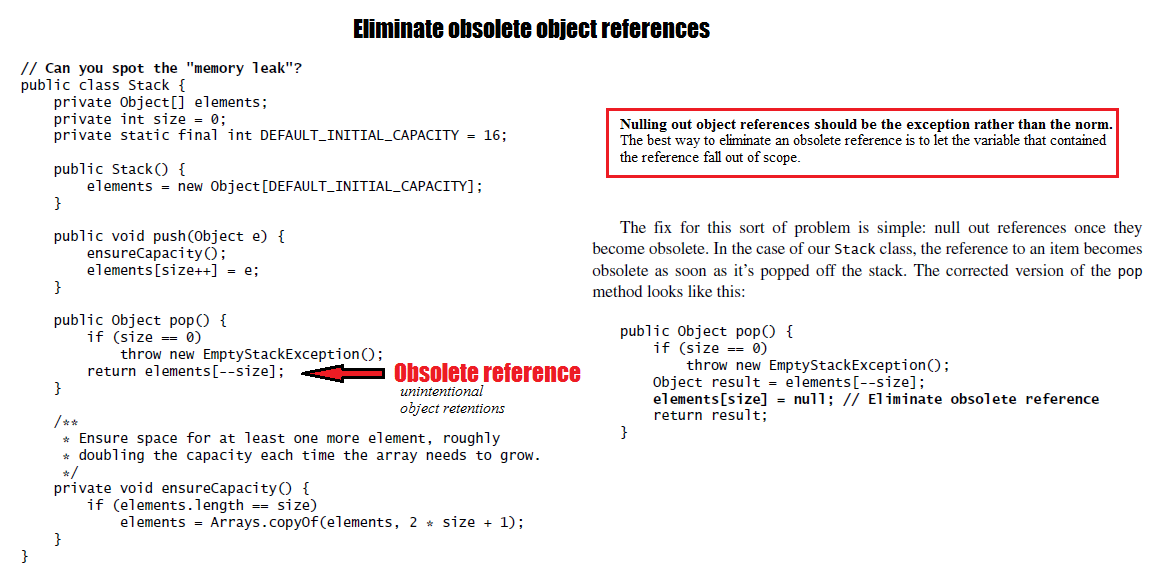 Eliminate obsolete object references
// Can you spot the "memory leak"?
public class Stack {
    private Object[] elements;
    private int size = 0;
    private static final int DEFAULT_INITIAL_CAPACITY = 16;

    public Stack() {
        elements = new Object[DEFAULT_INITIAL_CAPACITY];
    }

    public void push(Object e) {
        ensureCapacity();
        elements[size++] = e;
    }

    public Object pop() {
        if (size == 0)
            throw new EmptyStackException();
        return elements[--size];
    }

    /**
     * Ensure space for at least one more element, roughly
     * doubling the capacity each time the array needs to grow.
     */
    private void ensureCapacity() {
        if (elements.length == size)
            elements = Arrays.copyOf(elements, 2 * size + 1);
    }
}
Obsolete reference
unintentional
object retentions
Nulling out object references should be the exception rather than the norm.
The best way to eliminate an obsolete reference is to let the variable that contained
the reference fall out of scope.
The fix for this sort of problem is simple: null out references once they
become obsolete. In the case of our Stack class, the reference to an item becomes
obsolete as soon as it’s popped off the stack. The corrected version of the pop
method looks like this:
public Object pop() {
    if (size == 0)
        throw new EmptyStackException();
    Object result = elements[--size];
    elements[size] = null; // Eliminate obsolete reference
    return result;
}